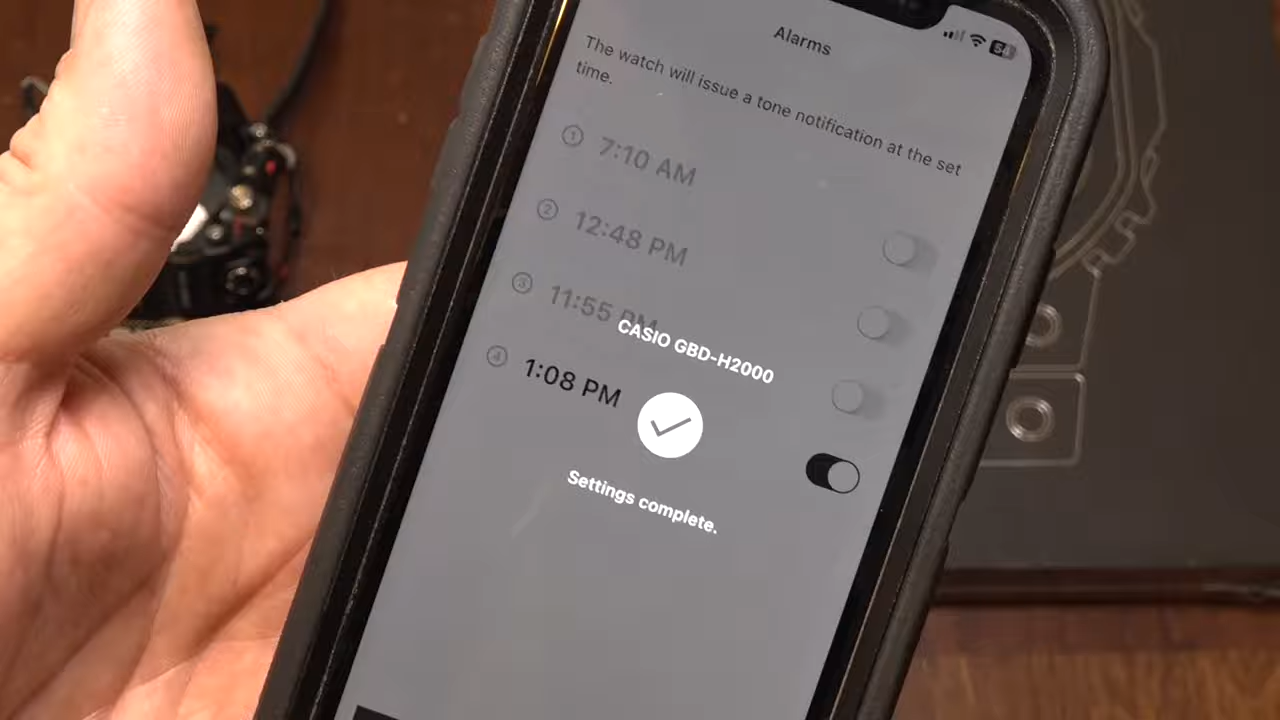 Alarms
54
The watch will issue a tone notification at the set
time.
1 7:10 AM
2 12:48 PM
3 11:55 PM
CASIO GBD-H2000
4 1:08 PM
Settings complete.